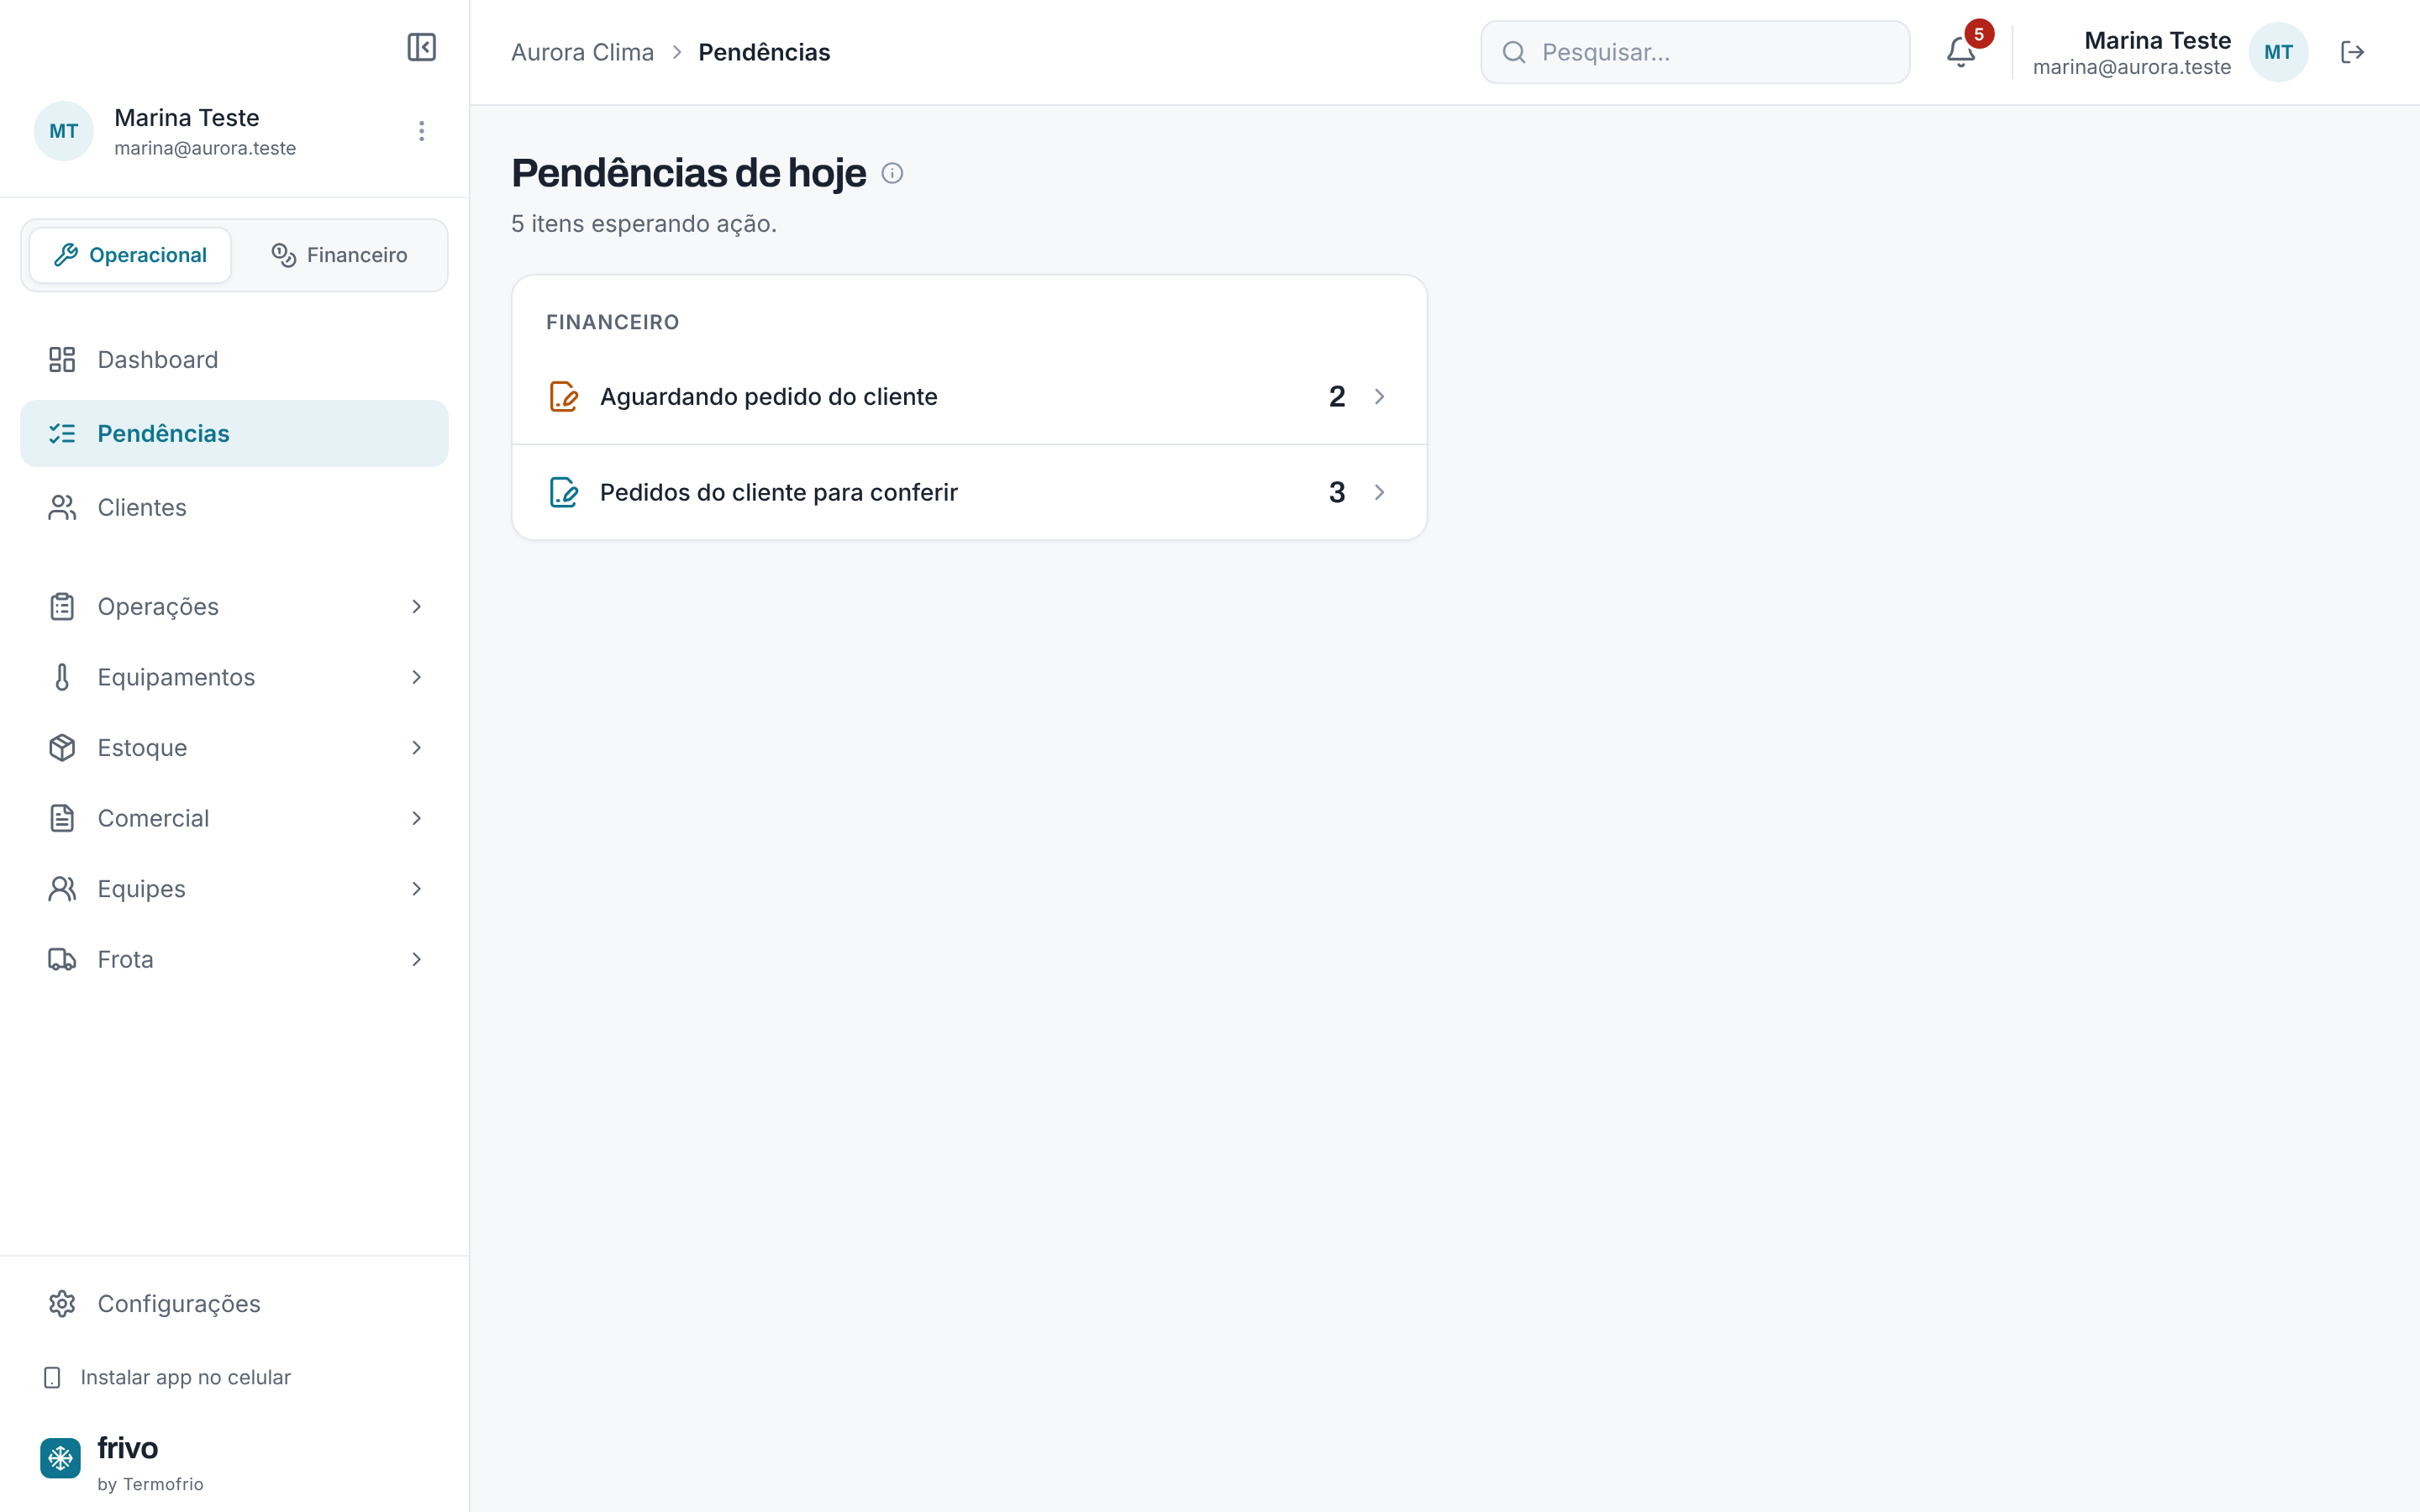 Marina Teste
marina@aurora.teste
MT
Operacional
Financeiro
Dashboard
Pendências
Clientes
Operações
Equipamentos
Estoque
Comercial
Equipes
Frota
Configurações
Instalar app no celular
frivo
by Termofrio
Aurora Clima
Pendências
Pesquisar...
5
Marina Teste
marina@aurora.teste
MT
Pendências de hoje
5 itens esperando ação.
FINANCEIRO
Aguardando pedido do cliente 2
Pedidos do cliente para conferir 3